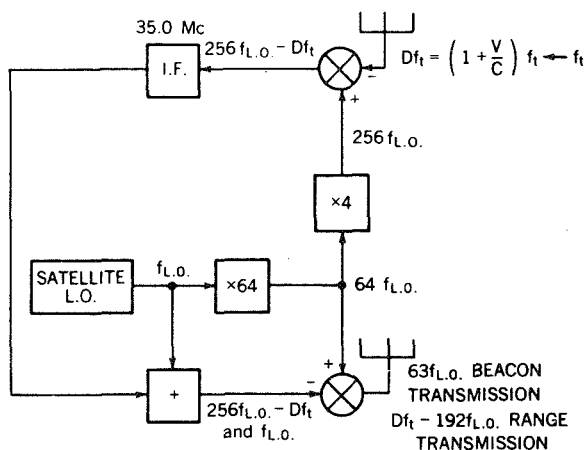 35.0 Mc
I.F.
256 fL.O. – Dft
–
+
Dft = (1 + V/C) ft ← ft
256 fL.O.
×4
SATELLITE
L.O.
fL.O.
×64
64 fL.O.
+
256fL.O. – Dft
and fL.O.
–
+
63fL.O. BEACON
TRANSMISSION
Dft – 192fL.O. RANGE
TRANSMISSION